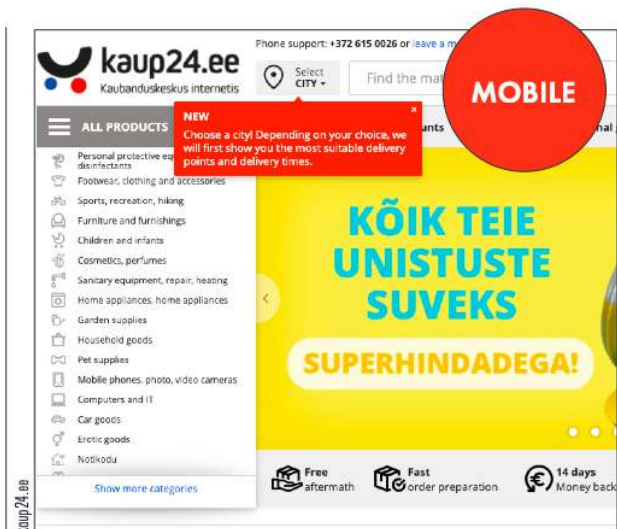 kaup24.ee
Kaubanduskeskus internetis
Phone support: +372 615 0026 or leave a m
Select
CITY
Find the mat
MOBILE
ALL PRODUCTS
NEW
×
Choose a city! Depending on your choice, we
will first show you the most suitable delivery
points and delivery times.
unts
nal
Personal protective eq
disinfectants
Footwear, clothing and accessories
Sports, recreation, hiking
Furniture and furnishings
Children and infants
Cosmetics, perfumes
Sanitary equipment, repair, heating
Home appliances, home appliances
Garden supplies
Household goods
Pet supplies
Mobile phones, photo, video cameras
Computers and IT
Car goods
Erotic goods
Notikodu
Show more categories
KÕIK TEIE
UNISTUSTE
SUVEKS
SUPERHINDADEGA!
Free
aftermath
Fast
order preparation
14 days
Money back
kaup24.ee